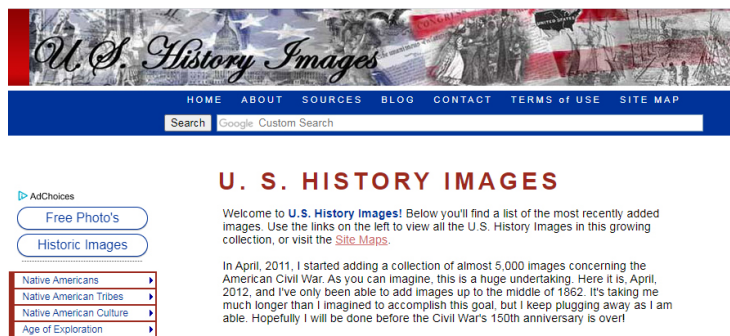 U. S. History Images
CONGRESS
UNITED STATES
HOME ABOUT SOURCES BLOG CONTACT TERMS of USE SITE MAP
Search Google Custom Search
AdChoices
Free Photo's
Historic Images
Native Americans
Native American Tribes
Native American Culture
Age of Exploration
U. S. HISTORY IMAGES
Welcome to U.S. History Images! Below you'll find a list of the most recently added
images. Use the links on the left to view all the U.S. History Images in this growing
collection, or visit the Site Maps.
In April, 2011, I started adding a collection of almost 5,000 images concerning the
American Civil War. As you can imagine, this is a huge undertaking. Here it is, April,
2012, and I've only been able to add images up to the middle of 1862. It's taking me
much longer than I imagined to accomplish this goal, but I keep plugging away as I am
able. Hopefully I will be done before the Civil War's 150th anniversary is over!